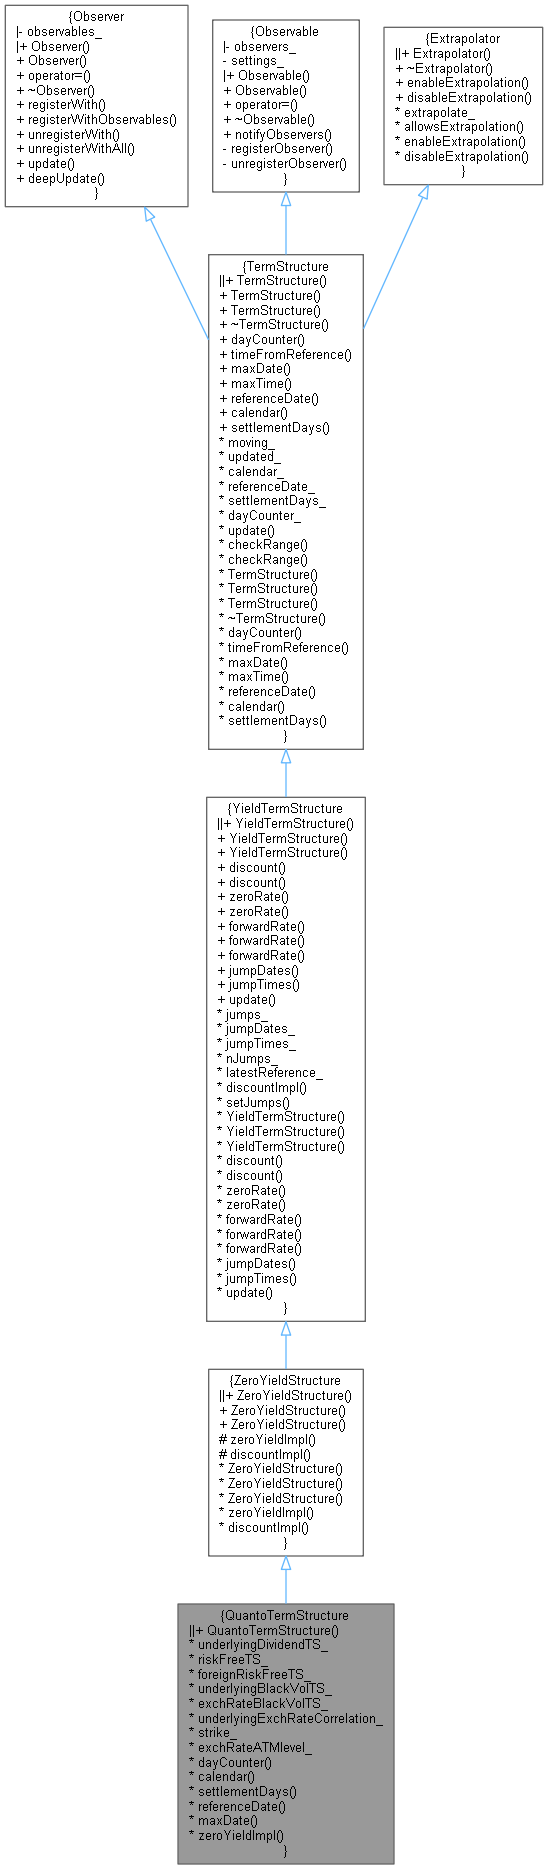 {Observer
|- observables_
|+ Observer()
+ Observer()
+ operator=()
+ ~Observer()
+ registerWith()
+ registerWithObservables()
+ unregisterWith()
+ unregisterWithAll()
+ update()
+ deepUpdate()
}
{Observable
|- observers_
- settings_
|+ Observable()
+ Observable()
+ operator=()
+ ~Observable()
+ notifyObservers()
- registerObserver()
- unregisterObserver()
}
{Extrapolator
||+ Extrapolator()
+ ~Extrapolator()
+ enableExtrapolation()
+ disableExtrapolation()
* extrapolate_
* allowsExtrapolation()
* enableExtrapolation()
* disableExtrapolation()
}
{TermStructure
||+ TermStructure()
+ TermStructure()
+ TermStructure()
+ ~TermStructure()
+ dayCounter()
+ timeFromReference()
+ maxDate()
+ maxTime()
+ referenceDate()
+ calendar()
+ settlementDays()
* moving_
* updated_
* calendar_
* referenceDate_
* settlementDays_
* dayCounter_
* update()
* checkRange()
* checkRange()
* TermStructure()
* TermStructure()
* TermStructure()
* ~TermStructure()
* dayCounter()
* timeFromReference()
* maxDate()
* maxTime()
* referenceDate()
* calendar()
* settlementDays()
}
{YieldTermStructure
||+ YieldTermStructure()
+ YieldTermStructure()
+ YieldTermStructure()
+ discount()
+ discount()
+ zeroRate()
+ zeroRate()
+ forwardRate()
+ forwardRate()
+ forwardRate()
+ jumpDates()
+ jumpTimes()
+ update()
* jumps_
* jumpDates_
* jumpTimes_
* nJumps_
* latestReference_
* discountImpl()
* setJumps()
* YieldTermStructure()
* YieldTermStructure()
* YieldTermStructure()
* discount()
* discount()
* zeroRate()
* zeroRate()
* forwardRate()
* forwardRate()
* forwardRate()
* jumpDates()
* jumpTimes()
* update()
}
{ZeroYieldStructure
||+ ZeroYieldStructure()
+ ZeroYieldStructure()
+ ZeroYieldStructure()
# zeroYieldImpl()
# discountImpl()
* ZeroYieldStructure()
* ZeroYieldStructure()
* ZeroYieldStructure()
* zeroYieldImpl()
* discountImpl()
}
{QuantoTermStructure
||+ QuantoTermStructure()
* underlyingDividendTS_
* riskFreeTS_
* foreignRiskFreeTS_
* underlyingBlackVolTS_
* exchRateBlackVolTS_
* underlyingExchRateCorrelation_
* strike_
* exchRateATMlevel_
* dayCounter()
* calendar()
* settlementDays()
* referenceDate()
* maxDate()
* zeroYieldImpl()
}